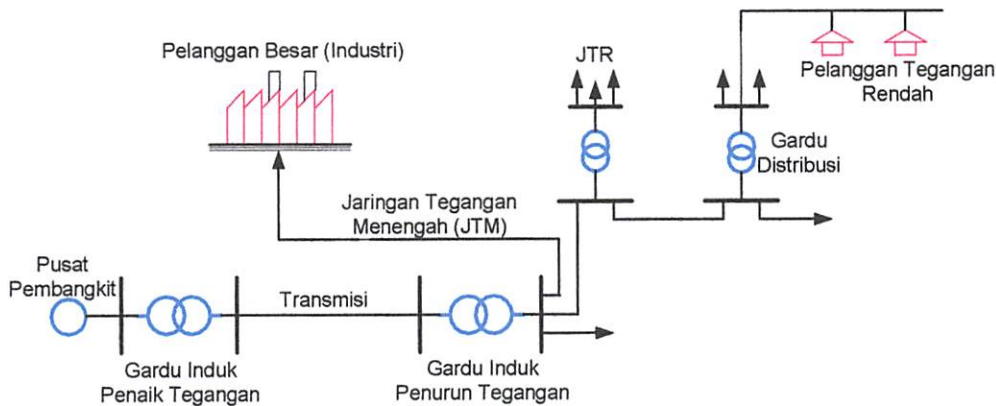 Pelanggan Besar (Industri)
JTR
Pelanggan Tegangan
Rendah
Gardu
Distribusi
Jaringan Tegangan
Menengah (JTM)
Pusat
Pembangkit
Transmisi
Gardu Induk
Penaik Tegangan
Gardu Induk
Penurun Tegangan